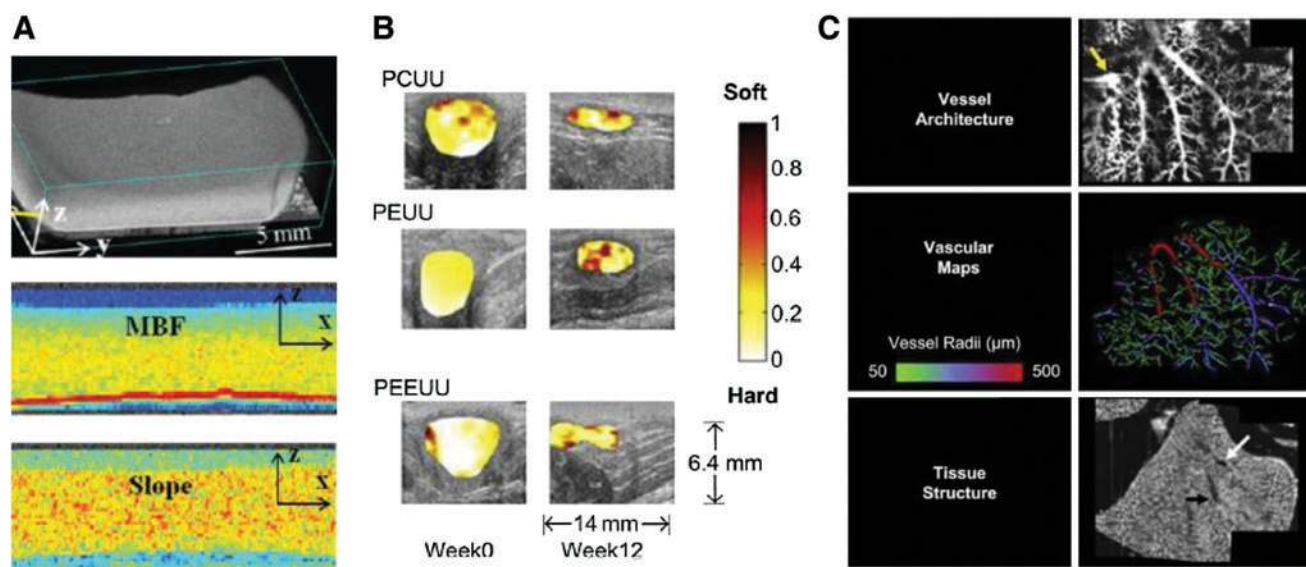 A
z
y
5 mm
MBF
z
x
Slope
z
x
B
PCUU
PEUU
PEEUU
Week0
Week12
14 mm
6.4 mm
Soft
1
0.8
0.6
0.4
0.2
0
Hard
C
Vessel
Architecture
Vascular
Maps
Vessel Radii (µm)
50
500
Tissue
Structure